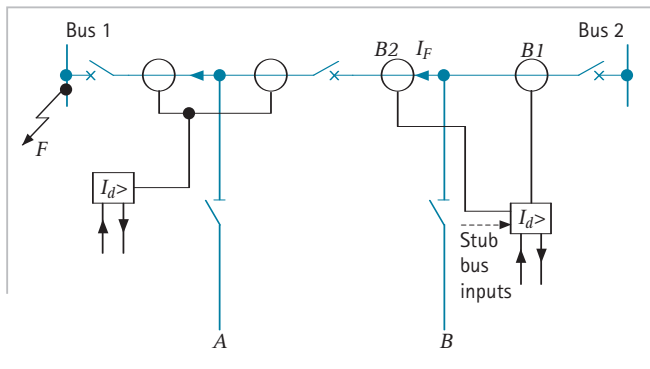 Bus 1
Bus 2
B2
I_F
B1
F
I_d>
I_d>
Stub
bus
inputs
A
B